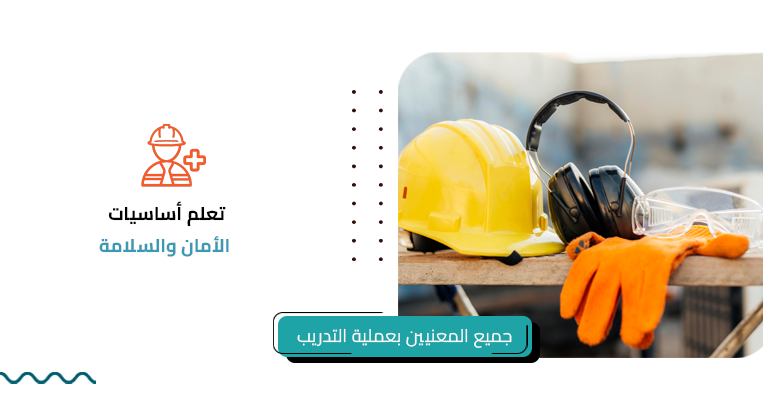 تعلم أساسيات
الأمان والسلامة
جميع المعنيين بعملية التدريب